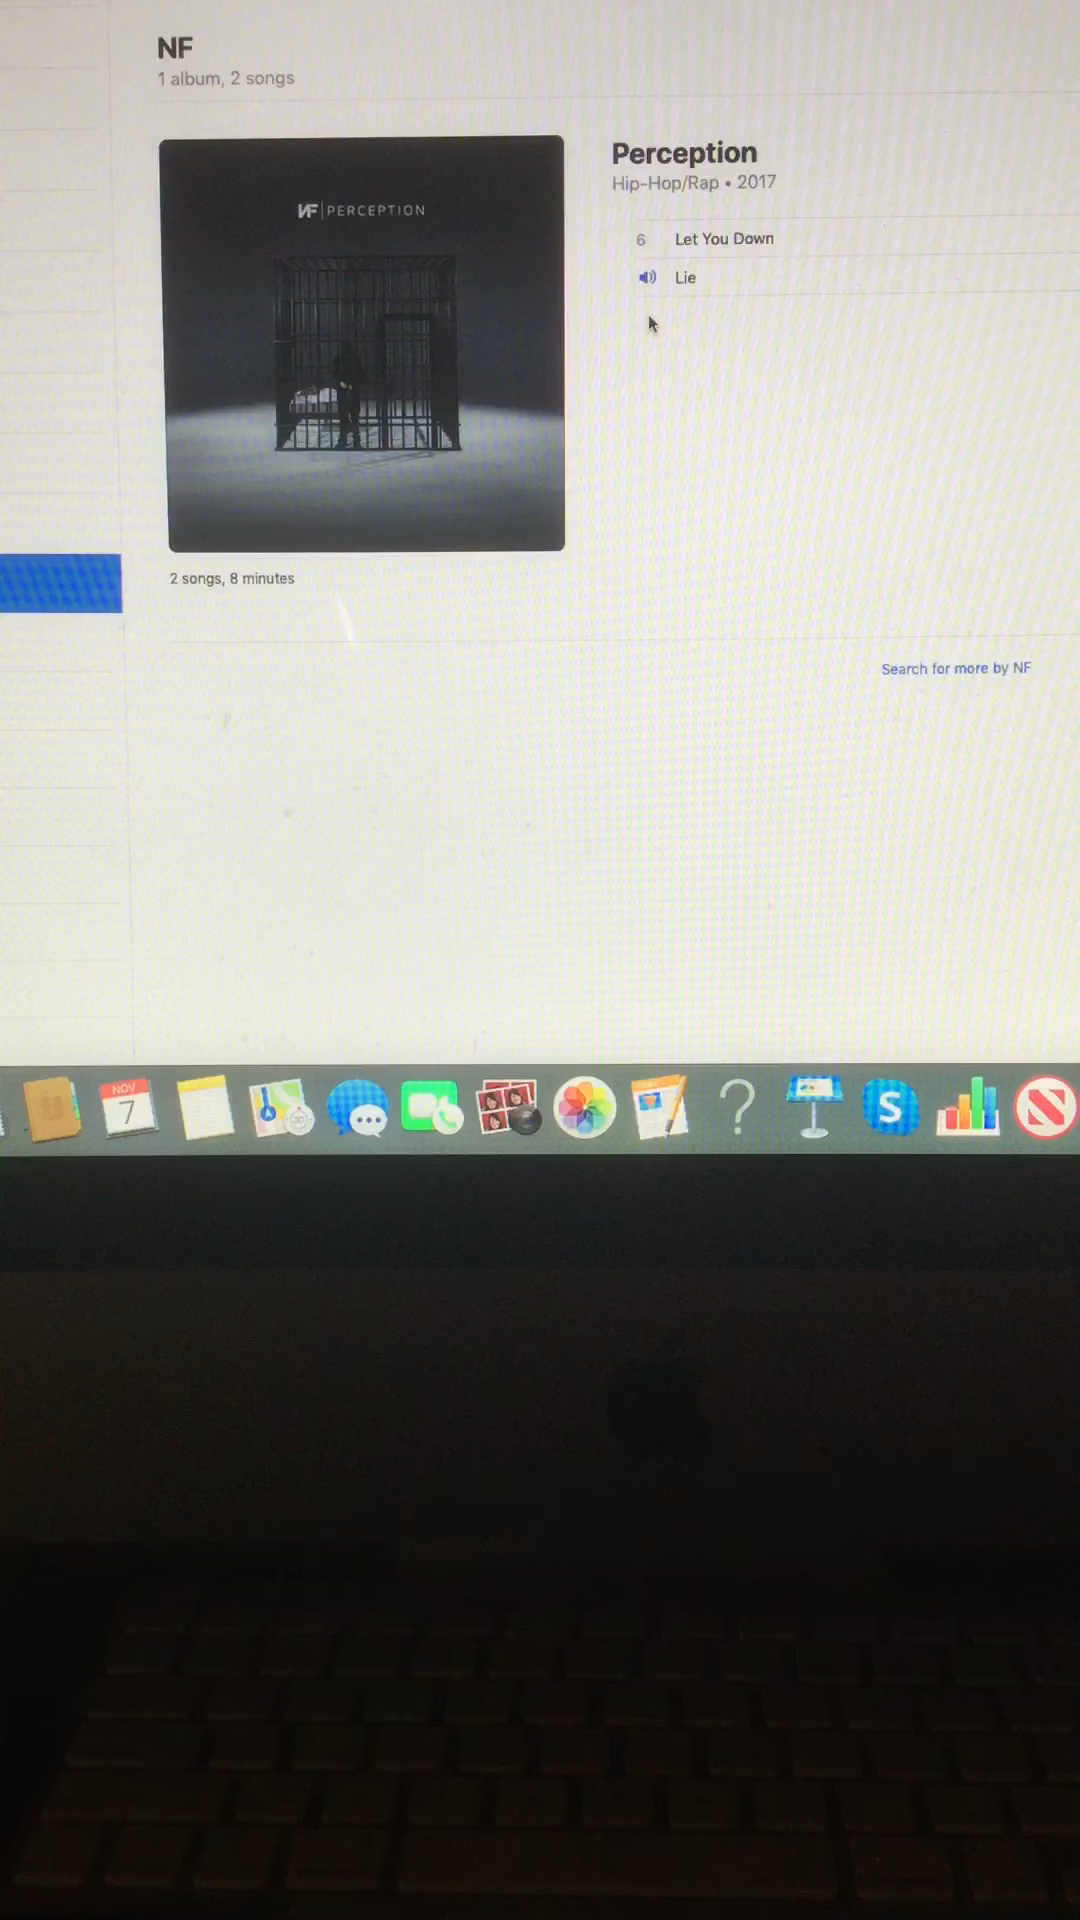 NF
1 album, 2 songs
NF | PERCEPTION
Perception
Hip-Hop/Rap • 2017
6 Let You Down
Lie
2 songs, 8 minutes
Search for more by NF
NOV
7
30
S